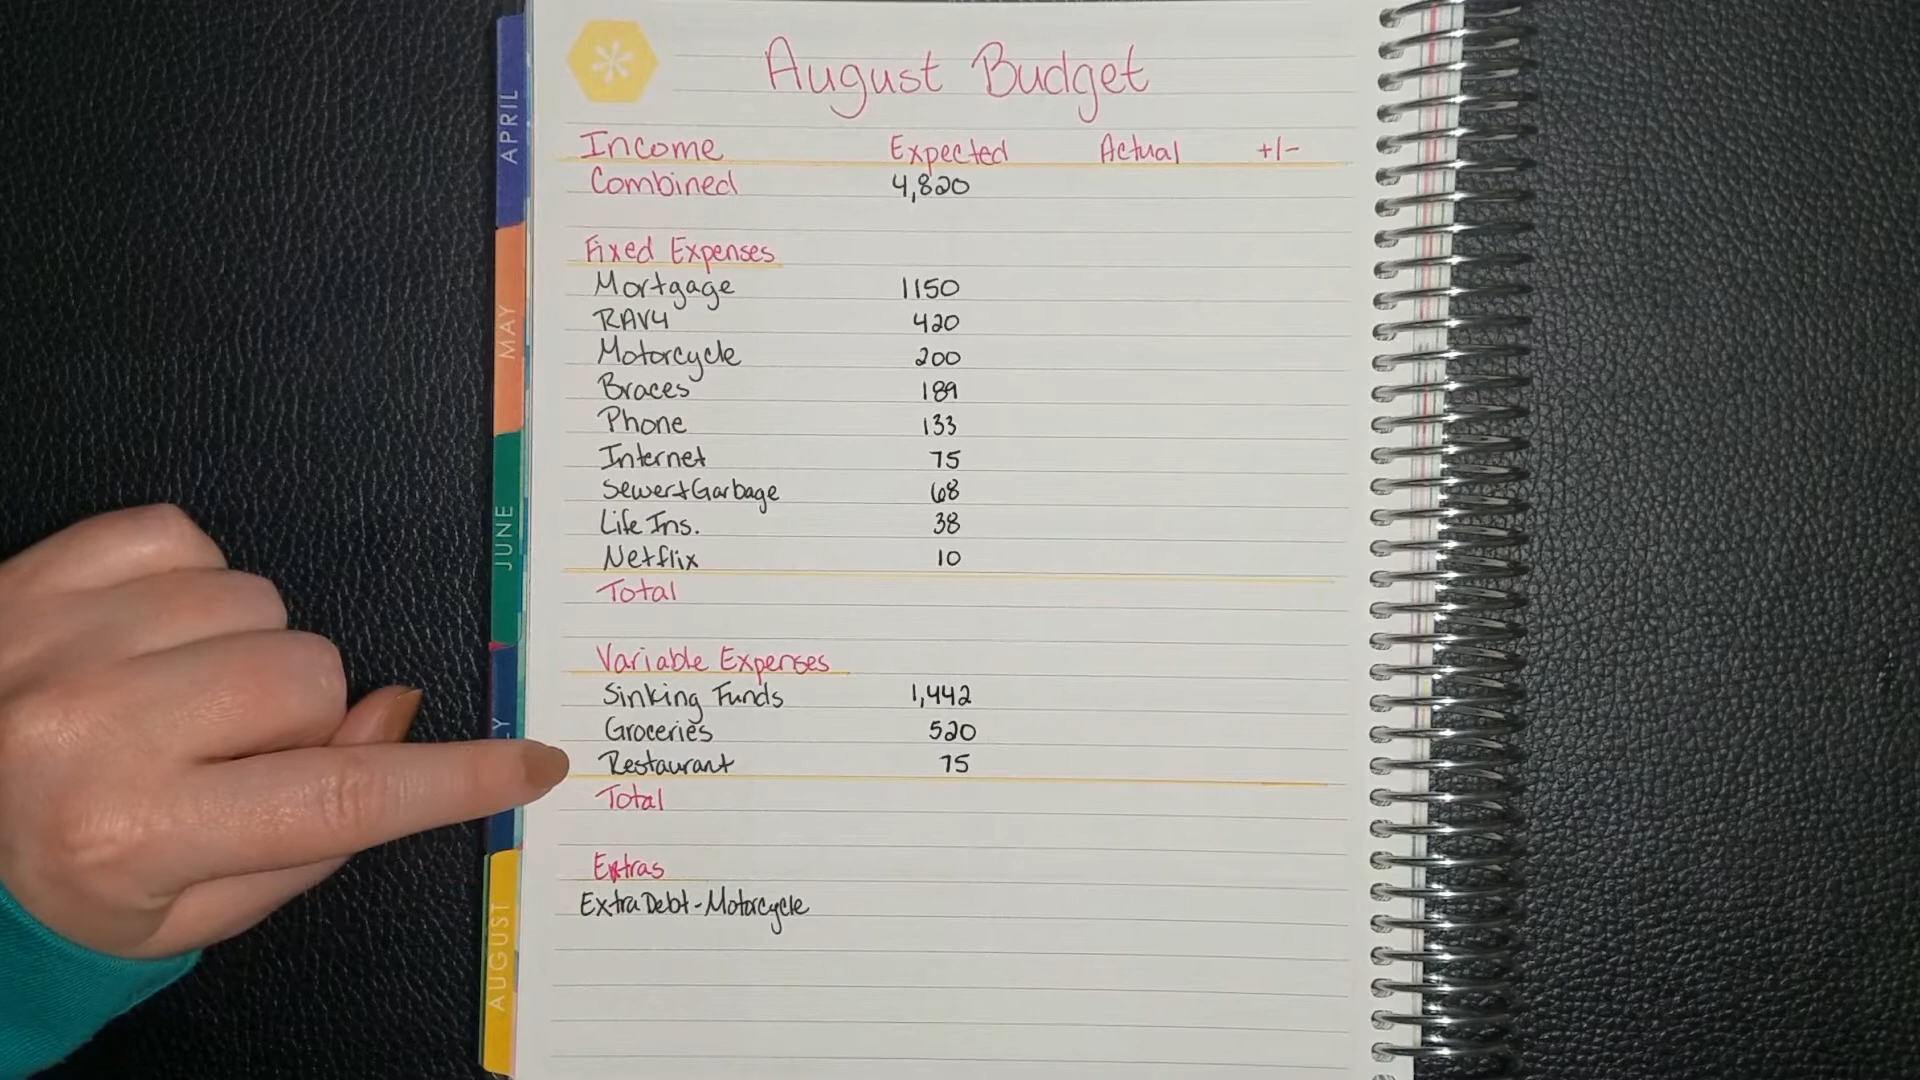 August Budget
Income Expected Actual +/-
Combined 4,820
Fixed Expenses
Mortgage 1150
RAV4 420
Motorcycle 200
Braces 189
Phone 133
Internet 75
Sewer+Garbage 68
Life Ins. 38
Netflix 10
Total
Variable Expenses
Sinking Funds 1,442
Groceries 520
Restaurant 75
Total
Extras
Extra Debt - Motorcycle
APRIL
MAY
JUNE
AUGUST